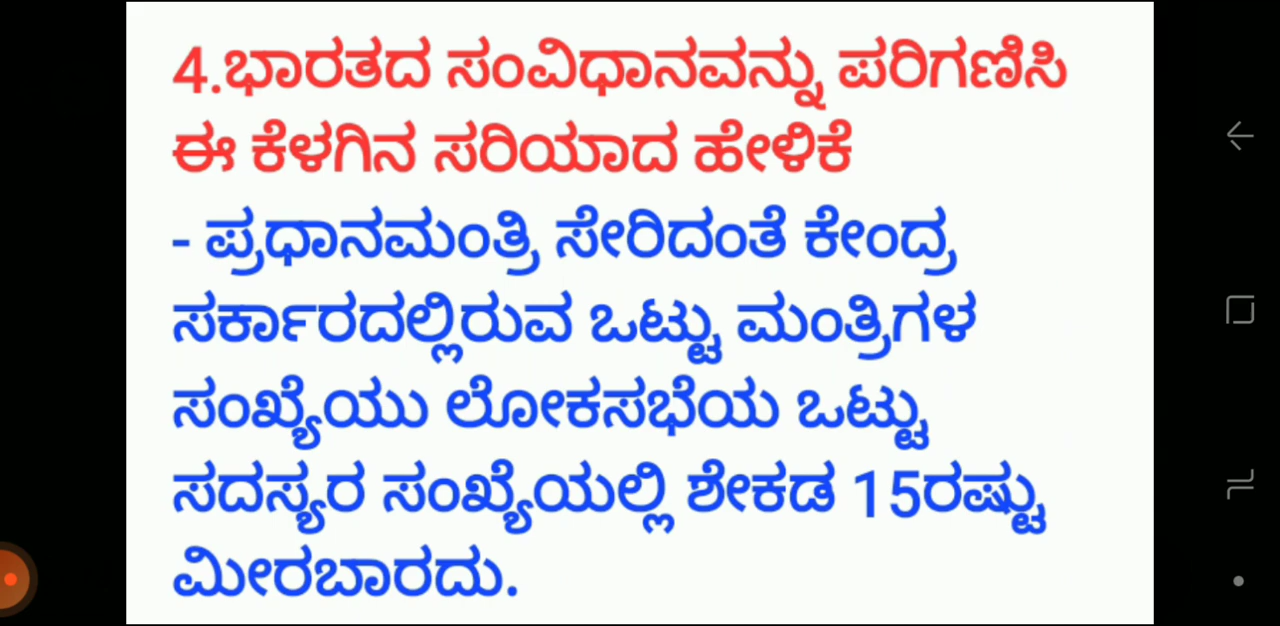 4.ಭಾರತದ ಸಂವಿಧಾನವನ್ನು ಪರಿಗಣಿಸಿ
ಈ ಕೆಳಗಿನ ಸರಿಯಾದ ಹೇಳಿಕೆ
- ಪ್ರಧಾನಮಂತ್ರಿ ಸೇರಿದಂತೆ ಕೇಂದ್ರ
ಸರ್ಕಾರದಲ್ಲಿರುವ ಒಟ್ಟು ಮಂತ್ರಿಗಳ
ಸಂಖ್ಯೆಯು ಲೋಕಸಭೆಯ ಒಟ್ಟು
ಸದಸ್ಯರ ಸಂಖ್ಯೆಯಲ್ಲಿ ಶೇಕಡ 15ರಷ್ಟು
ಮೀರಬಾರದು.